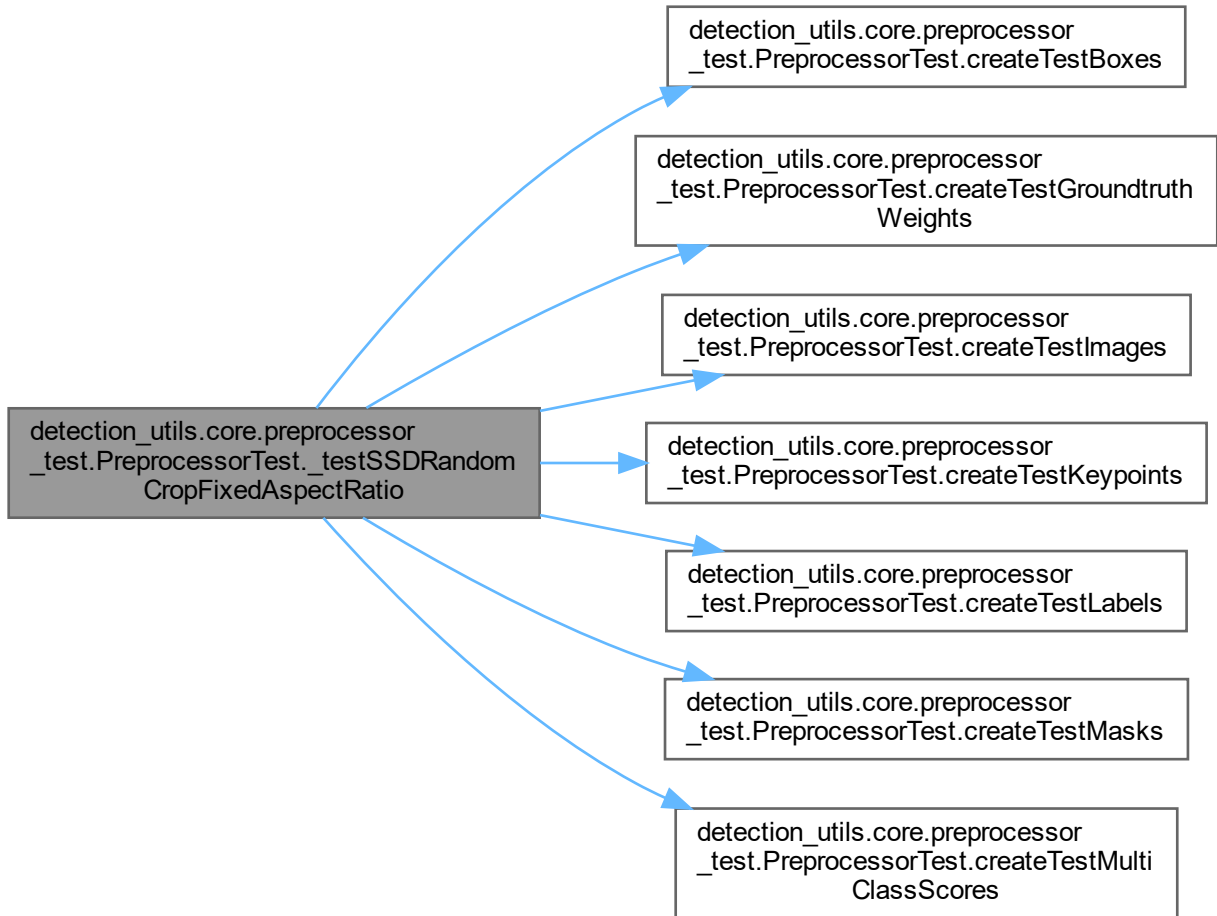 detection_utils.core.preprocessor
_test.PreprocessorTest._testSSDRandom
CropFixedAspectRatio
detection_utils.core.preprocessor
_test.PreprocessorTest.createTestBoxes
detection_utils.core.preprocessor
_test.PreprocessorTest.createTestGroundtruth
Weights
detection_utils.core.preprocessor
_test.PreprocessorTest.createTestImages
detection_utils.core.preprocessor
_test.PreprocessorTest.createTestKeypoints
detection_utils.core.preprocessor
_test.PreprocessorTest.createTestLabels
detection_utils.core.preprocessor
_test.PreprocessorTest.createTestMasks
detection_utils.core.preprocessor
_test.PreprocessorTest.createTestMulti
ClassScores